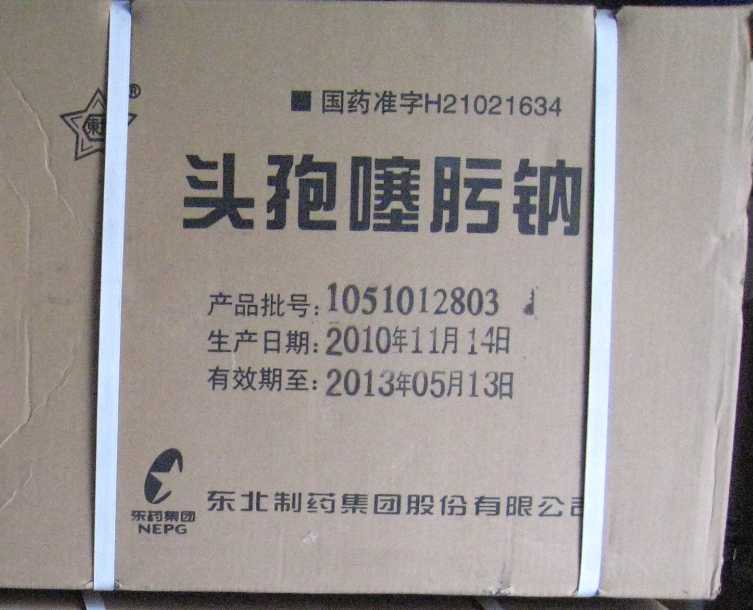 ®
■ 国药准字H21021634
头孢噻肟钠
产品批号:1051012803
生产日期:2010年11月14日
有效期至:2013年05月13日
东药集团
NEPG
东北制药集团股份有限公司